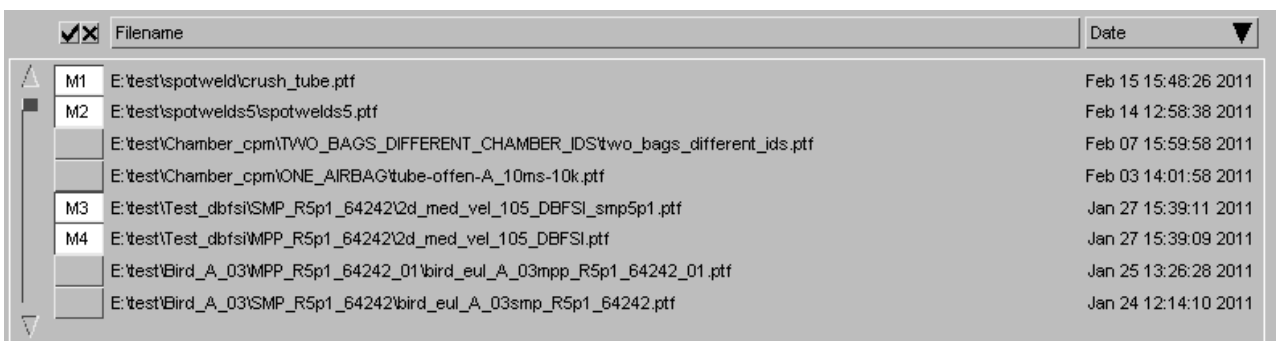 Filename Date
M1 E:\test\spotweld\crush_tube.ptf Feb 15 15:48:26 2011
M2 E:\test\spotwelds5\spotwelds5.ptf Feb 14 12:58:38 2011
E:\test\Chamber_cpm\TWO_BAGS_DIFFERENT_CHAMBER_IDS\two_bags_different_ids.ptf Feb 07 15:59:58 2011
E:\test\Chamber_cpm\ONE_AIRBAG\tube-offen-A_10ms-10k.ptf Feb 03 14:01:58 2011
M3 E:\test\Test_dbfsi\SMP_R5p1_64242\2d_med_vel_105_DBFSI_smp5p1.ptf Jan 27 15:39:11 2011
M4 E:\test\Test_dbfsi\MPP_R5p1_64242\2d_med_vel_105_DBFSI.ptf Jan 27 15:39:09 2011
E:\test\Bird_A_03\MPP_R5p1_64242_01\bird_eul_A_03mpp_R5p1_64242_01.ptf Jan 25 13:26:28 2011
E:\test\Bird_A_03\SMP_R5p1_64242\bird_eul_A_03smp_R5p1_64242.ptf Jan 24 12:14:10 2011